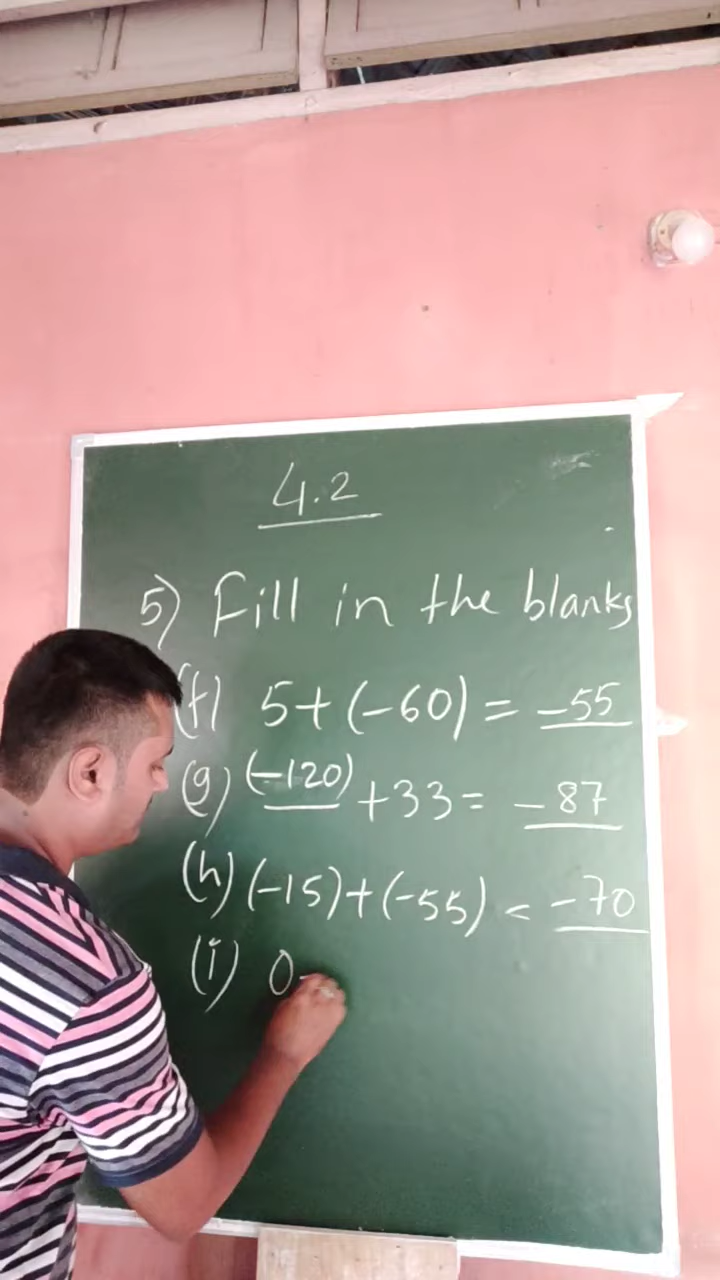 4.2
5) Fill in the blanks
(f) 5+(-60) = -55
(g) (-120) +33= -87
(h) (-15)+(-55) = -70
(i) 0-